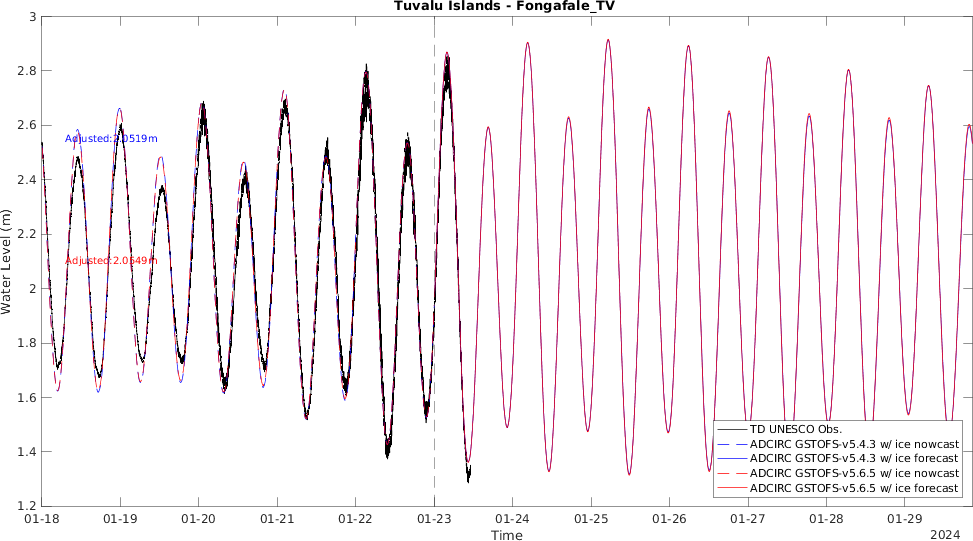 Tuvalu Islands - Fongafale_TV
3
2.8
2.6
2.4
2.2
2
1.8
1.6
1.4
1.2
Water Level (m)
Adjusted:2.0519m
Adjusted:2.0549m
TD UNESCO Obs.
ADCIRC GSTOFS-v5.4.3 w/ ice nowcast
ADCIRC GSTOFS-v5.4.3 w/ ice forecast
ADCIRC GSTOFS-v5.6.5 w/ ice nowcast
ADCIRC GSTOFS-v5.6.5 w/ ice forecast
01-18 01-19 01-20 01-21 01-22 01-23 01-24 01-25 01-26 01-27 01-28 01-29
Time
2024